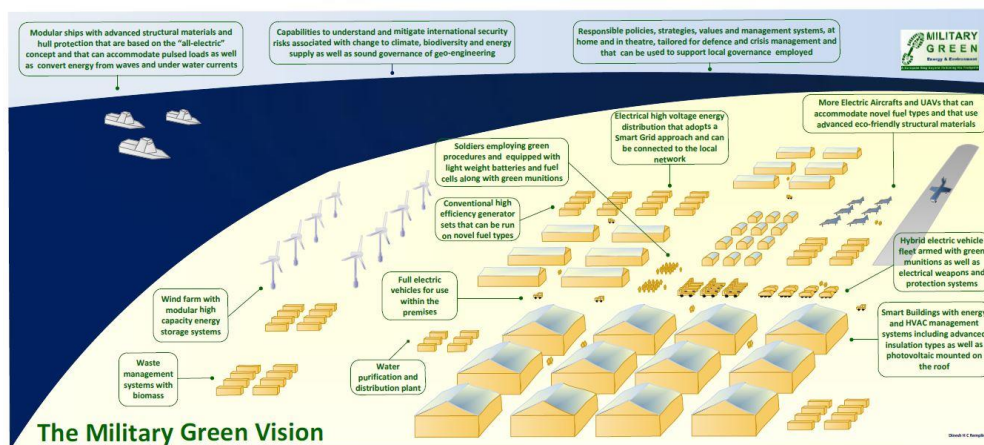 Modular ships with advanced structural materials and
hull protection that are based on the "all-electric"
concept and that can accommodate pulsed loads as well
as convert energy from waves and under water currents
Capabilities to understand and mitigate international security
risks associated with change to climate, biodiversity and energy
supply as well as sound governance of geo-engineering
Responsible policies, strategies, values and management systems, at
home and in theatre, tailored for defence and crisis management and
that can be used to support local governance employed
MILITARY
GREEN
Energy & Environment
More Electric Aircrafts and UAVs that can
accommodate novel fuel types and that use
advanced eco-friendly structural materials
Electrical high voltage energy
distribution that adopts a
Smart Grid approach and can
be connected to the local
network
Soldiers employing green
procedures and equipped with
light weight batteries and fuel
cells along with green munitions
Conventional high
efficiency generator
sets that can be run
on novel fuel types
Hybrid electric vehicle
fleet armed with green
munitions as well as
electrical weapons and
protection systems
Full electric
vehicles for use
within the
premises
Wind farm with
modular high
capacity energy
storage systems
Smart Buildings with energy
and HVAC management
systems including advanced
insulation types as well as
photovoltaic mounted on
the roof
Waste
management
systems with
biomass
Water
purification and
distribution plant
The Military Green Vision